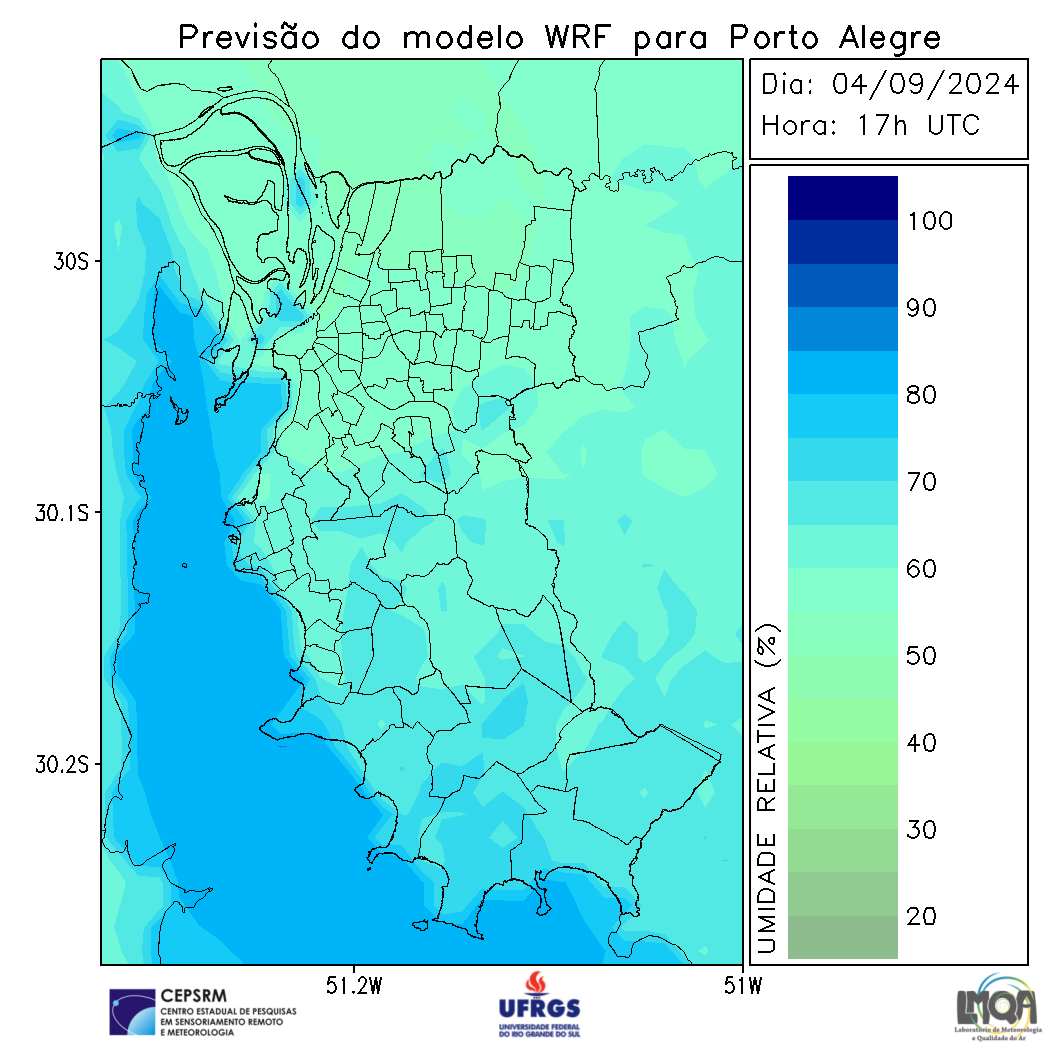 Previsão do modelo WRF para Porto Alegre
Dia: 04/09/2024
Hora: 17h UTC
30S
30.1S
30.2S
51.2W
51W
100
90
80
70
60
50
40
30
20
UMIDADE RELATIVA (%)
CEPSRM
CENTRO ESTADUAL DE PESQUISAS
EM SENSORIAMENTO REMOTO
E METEOROLOGIA
UFRGS
UNIVERSIDADE FEDERAL
DO RIO GRANDE DO SUL
LMQA
Laboratório de Meteorologia
e Qualidade do Ar